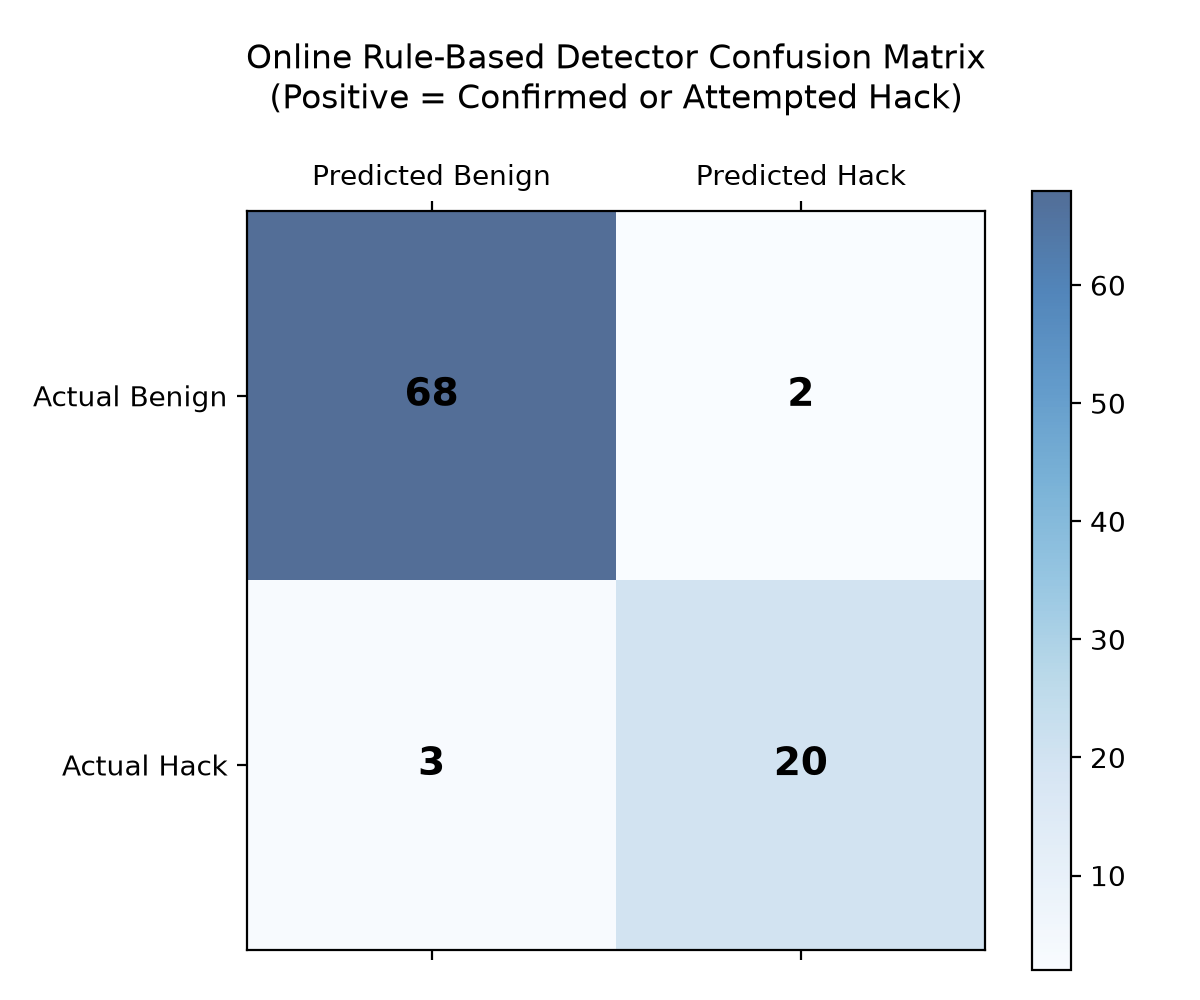 Online Rule-Based Detector Confusion Matrix
(Positive = Confirmed or Attempted Hack)
Predicted Benign
Predicted Hack
Actual Benign
68
2
60
50
40
30
Actual Hack
3
20
20
10